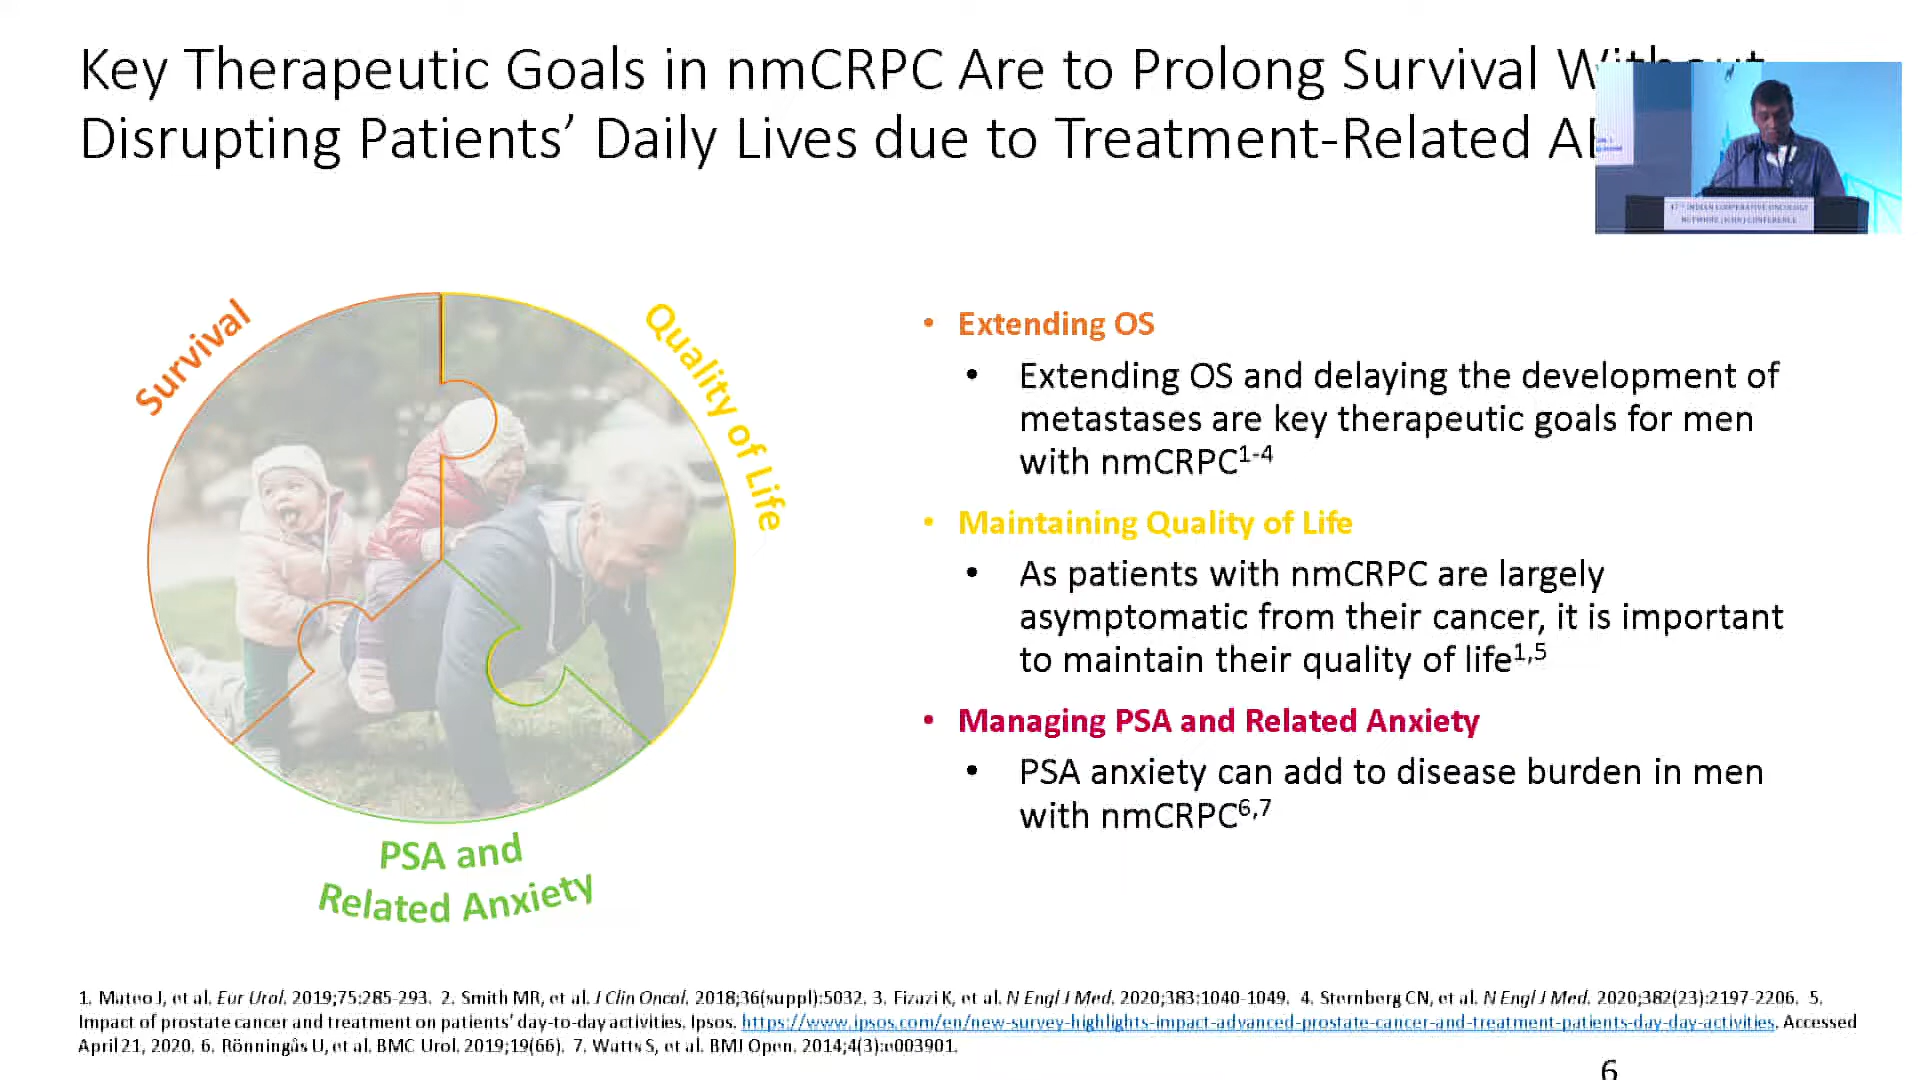 Key Therapeutic Goals in nmCRPC Are to Prolong Survival Without
Disrupting Patients’ Daily Lives due to Treatment-Related
17TH INDIAN COOPERATIVE ONCOLOGY
NETWORK (ICON) CONFERENCE
Survival
Quality of Life
PSA and
Related Anxiety
• Extending OS
• Extending OS and delaying the development of
metastases are key therapeutic goals for men
with nmCRPC1-4
• Maintaining Quality of Life
• As patients with nmCRPC are largely
asymptomatic from their cancer, it is important
to maintain their quality of life1,5
• Managing PSA and Related Anxiety
• PSA anxiety can add to disease burden in men
with nmCRPC6,7
1. Mateo J, et al. Eur Urol. 2019;75:285-293. 2. Smith MR, et al. J Clin Oncol. 2018;36(suppl):5032. 3. Fizazi K, et al. N Engl J Med. 2020;383:1040-1049. 4. Sternberg CN, et al. N Engl J Med. 2020;382(23):2197-2206. 5.
Impact of prostate cancer and treatment on patients’ day-to-day activities. Ipsos. https://www.ipsos.com/en/new-survey-highlights-impact-advanced-prostate-cancer-and-treatment-patients-day-day-activities. Accessed
April 21, 2020. 6. Rönningås U, et al. BMC Urol. 2019;19(66). 7. Watts S, et al. BMJ Open. 2014;4(3):e003901.
6